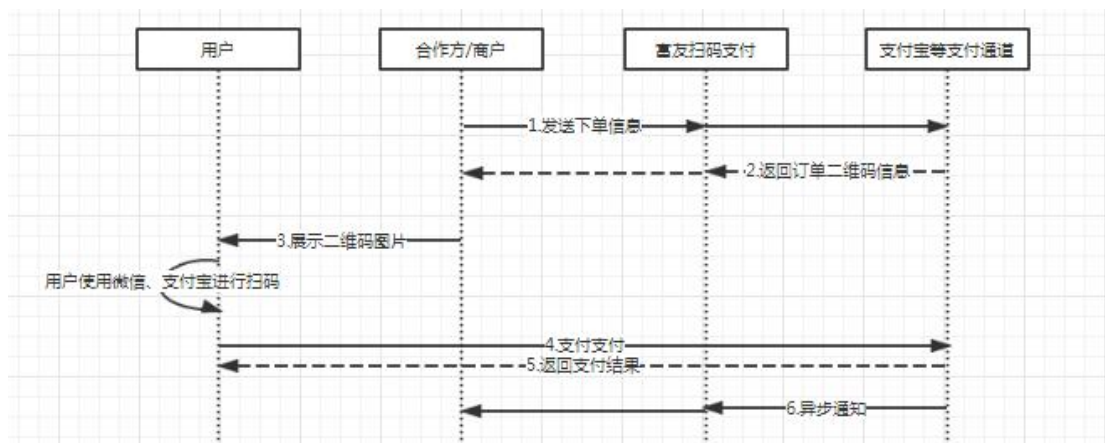 用户
合作方/商户
富友扫码支付
支付宝等支付通道
1.发送下单信息
2.返回订单二维码信息
3.展示二维码图片
用户使用微信、支付宝进行扫码
4.支付支付
5.返回支付结果
6.异步通知